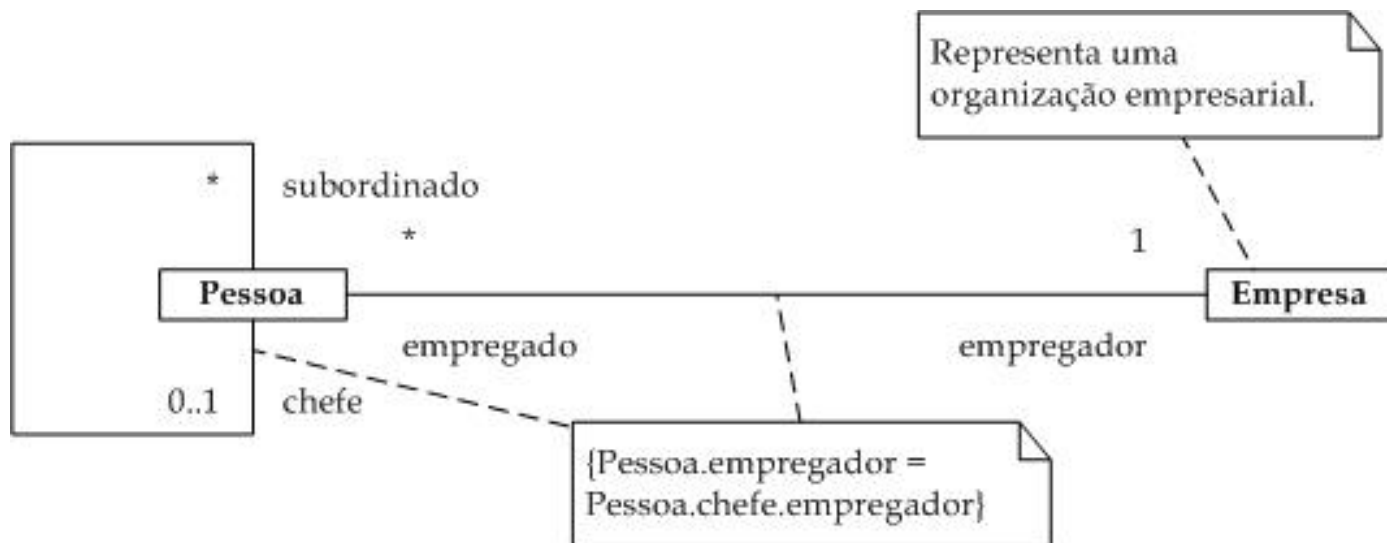 Representa uma
organização empresarial.
* subordinado
* 1
Pessoa
Empresa
empregado empregador
0..1 chefe
{Pessoa.empregador =
Pessoa.chefe.empregador}